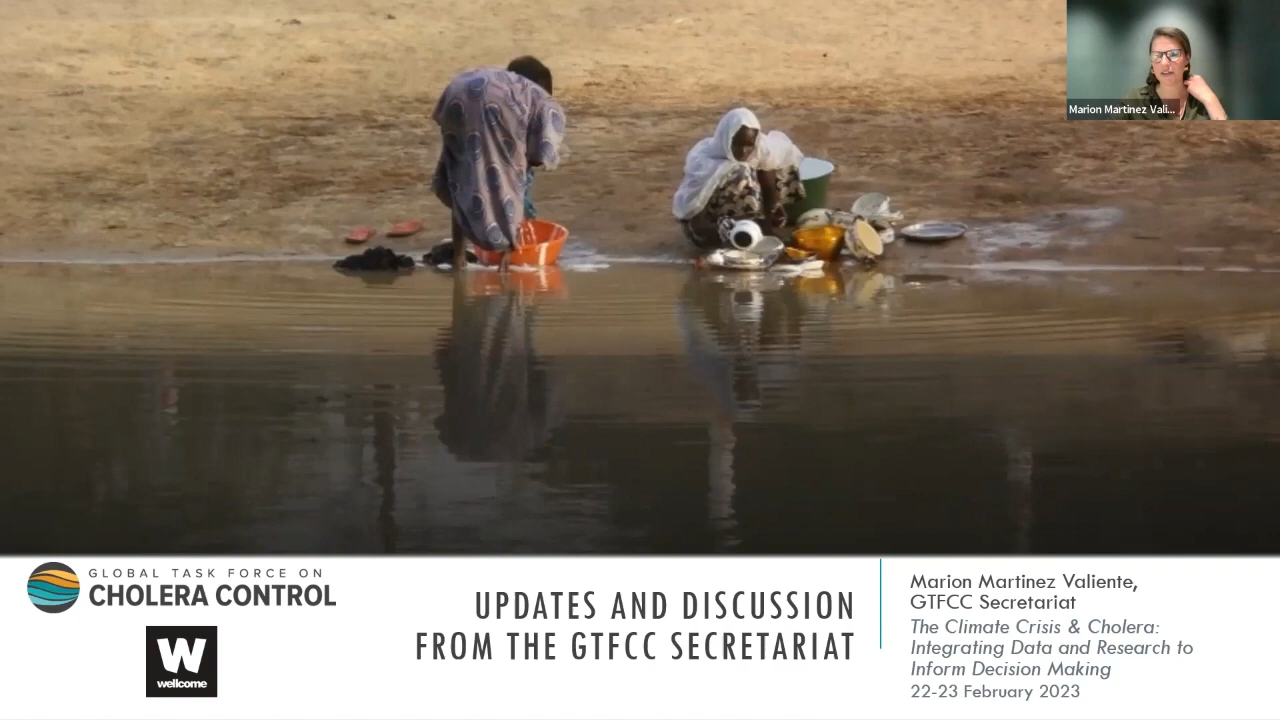 Marion Martinez Vali...
GLOBAL TASK FORCE ON
CHOLERA CONTROL
W
wellcome
UPDATES AND DISCUSSION
FROM THE GTFCC SECRETARIAT
Marion Martinez Valiente,
GTFCC Secretariat
The Climate Crisis & Cholera:
Integrating Data and Research to
Inform Decision Making
22-23 February 2023